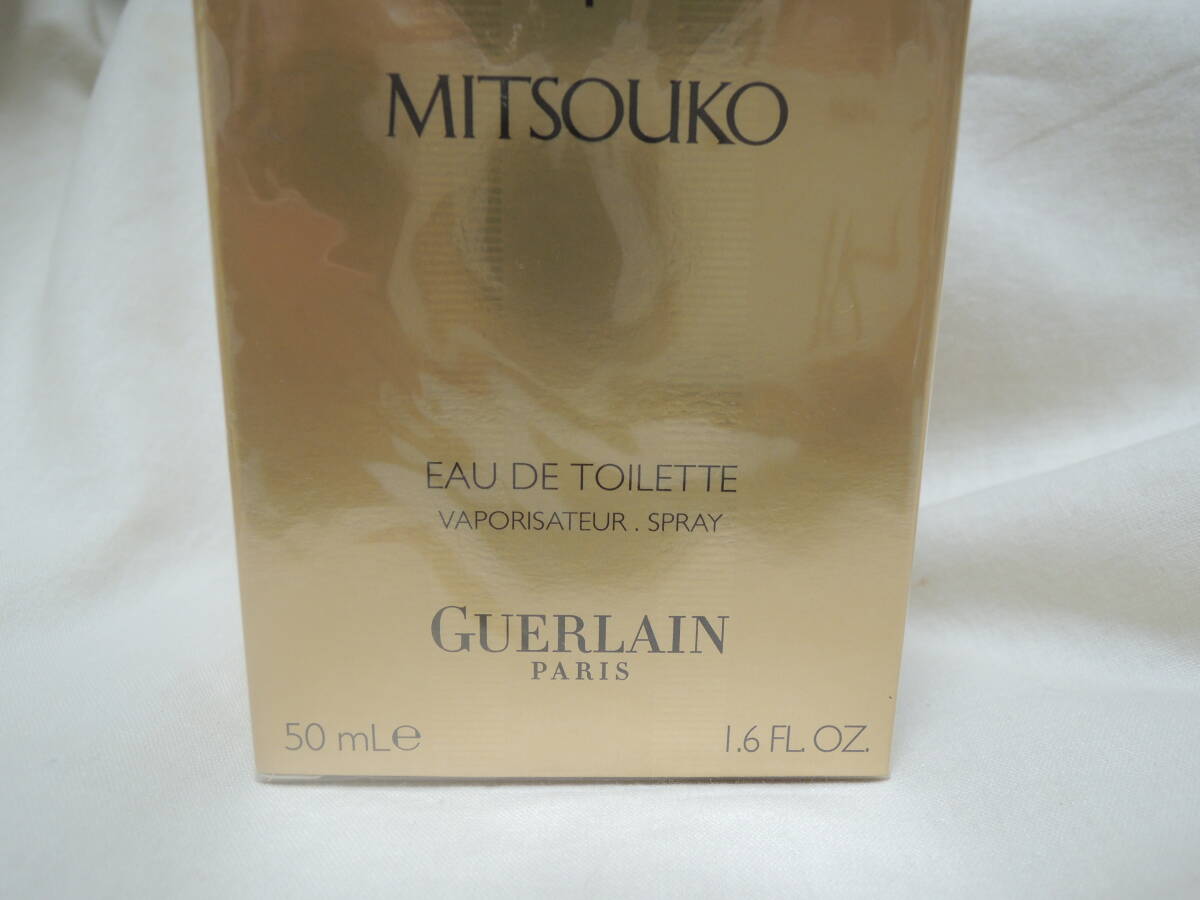 MITSOUKO
EAU DE TOILETTE
VAPORISATEUR . SPRAY
GUERLAIN
PARIS
50 mL℮ 1.6 FL. OZ.